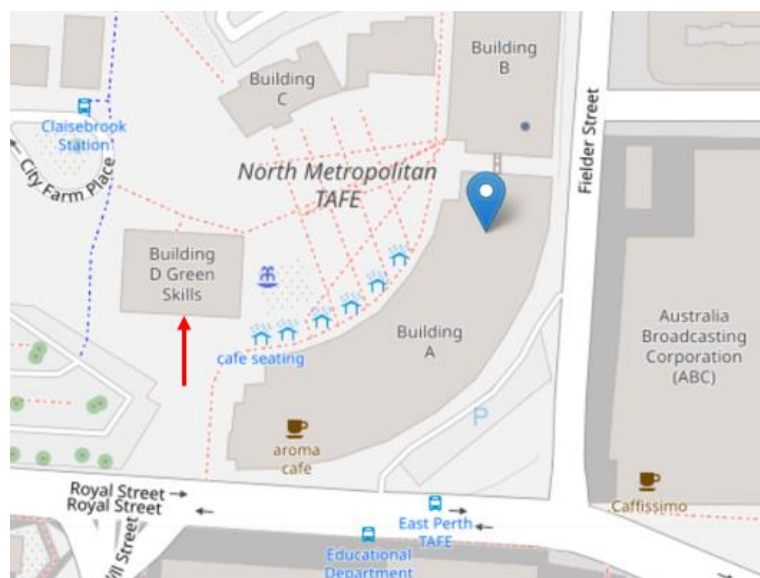 Building
B
Building
C
Claisebrook
Station
City Farm Place
North Metropolitan
TAFE
Fielder Street
Building
D Green
Skills
Building
A
cafe seating
Australia
Broadcasting
Corporation
(ABC)
P
aroma
cafe
Caffissimo
Royal Street
Royal Street
East Perth
TAFE
Educational
Department